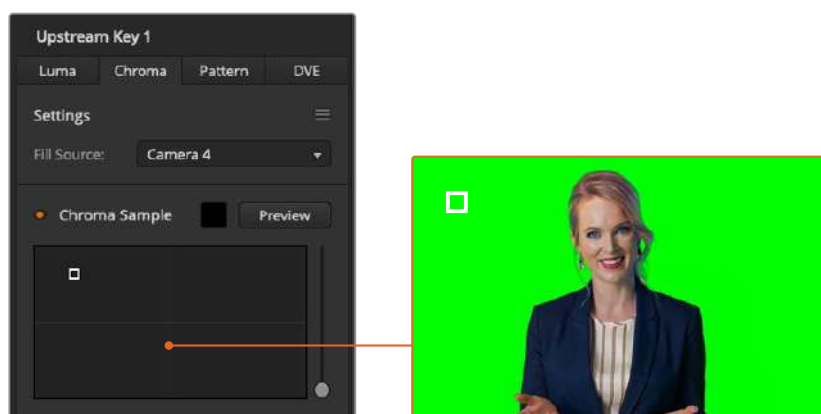 Upstream Key 1
Luma Chroma Pattern DVE
Settings
Fill Source: Camera 4
Chroma Sample Preview